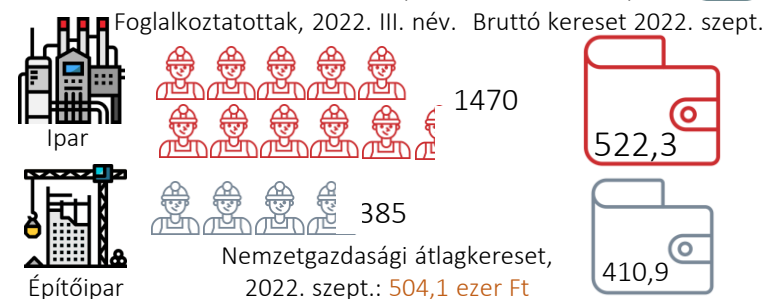 Foglalkoztatottak, 2022. III. név. Bruttó kereset 2022. szept.
1470
522,3
Ipar
385
410,9
Építőipar
Nemzetgazdasági átlagkereset,
2022. szept.: 504,1 ezer Ft